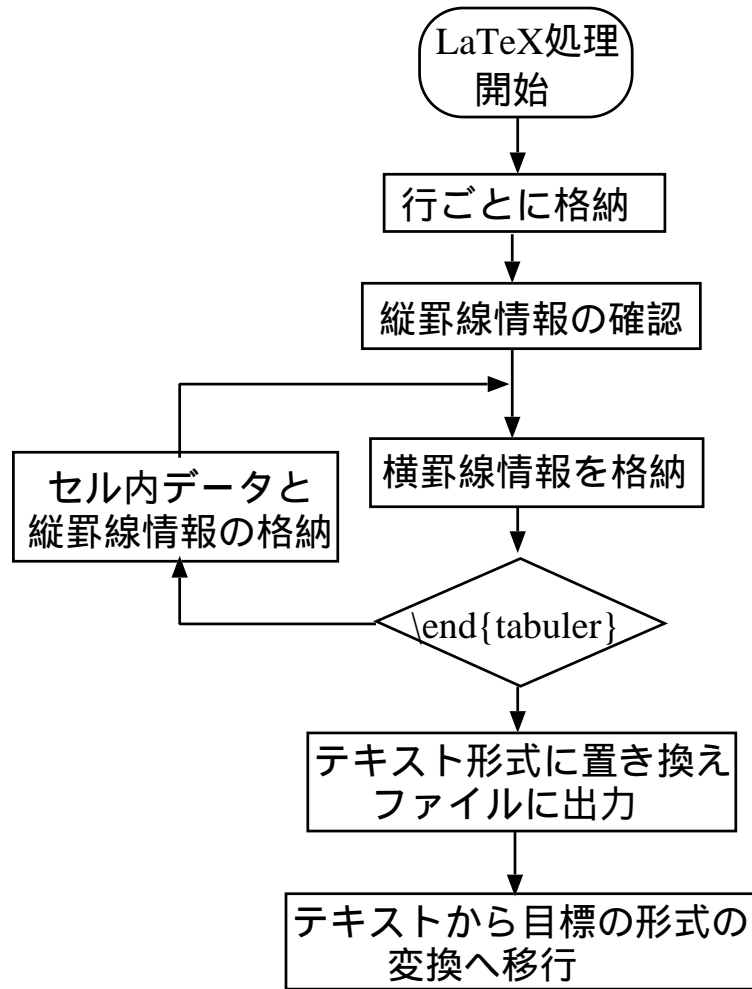 LaTeX処理
開始
行ごとに格納
縦罫線情報の確認
横罫線情報を格納
セル内データと
縦罫線情報の格納
\end{tabuler}
テキスト形式に置き換え
ファイルに出力
テキストから目標の形式の
変換へ移行